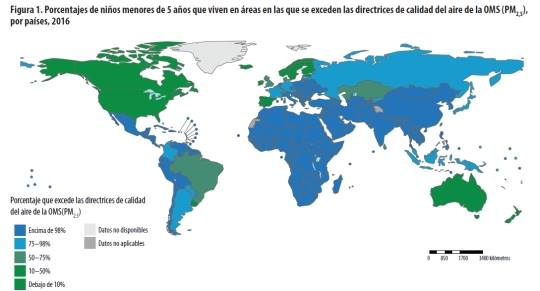 Figura 1. Porcentajes de niños menores de 5 años que viven en áreas en las que se exceden las directrices de calidad del aire de la OMS (PM2,5),
por países, 2016
Porcentaje que excede las directrices de calidad
del aire de la OMS(PM2,5)
Encima de 98%
75–98%
50–75%
10–50%
Debajo de 10%
Datos no disponibles
Datos no aplicables
0 850 1700 3400 kilómetros